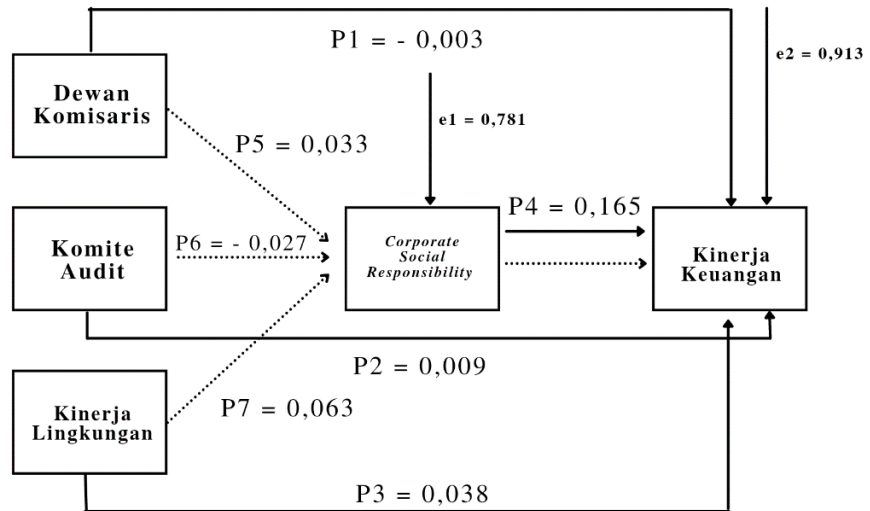 P1 = - 0,003
e2 = 0,913
Dewan
Komisaris
e1 = 0,781
P5 = 0,033
P4 = 0,165
Komite
Audit
P6 = - 0,027
Corporate
Social
Responsibility
Kinerja
Keuangan
P2 = 0,009
Kinerja
Lingkungan
P7 = 0,063
P3 = 0,038